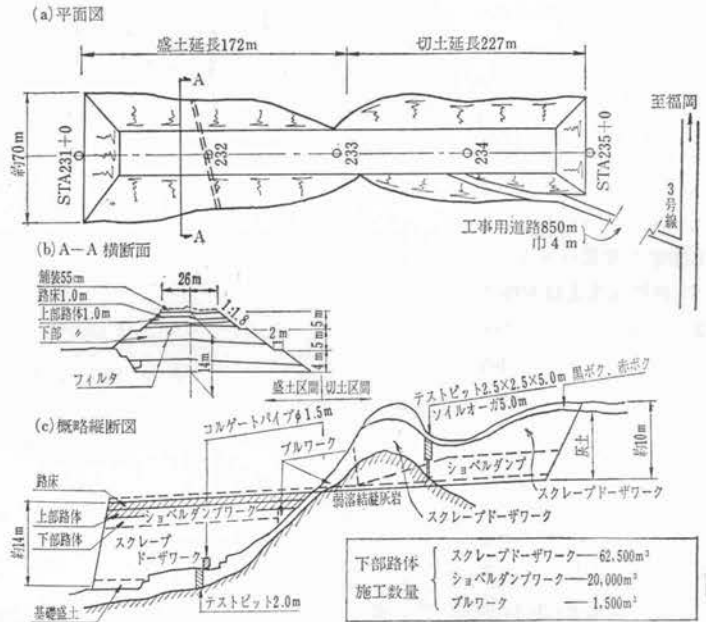 (a)平面図
盛土延長172m
切土延長227m
A
A
約70m
STA231+0
232
233
234
STA235+0
至福岡
3号線
工事用道路850m
巾4m
(b)A−A 横断面
舗装55cm
路床1.0m
上部路体1.0m
下部 〃
フィルタ
26m
1:1.8
2m
5m
5m
4m
14m
盛土区間
切土区間
テストピット2.5×2.5×5.0m
ソイルオーガ5.0m
黒ボク、赤ボク
(c)概略縦断図
コルゲートパイプφ1.5m
ブルワーク
ショベルダンプ
灰土
約10m
路床
上部路体
下部路体
ショベルダンプワーク
弱溶結凝灰岩
スクレープドーザワーク
スクレープドーザワーク
約14m
スクレープ
ドーザワーク
基礎盛土
テストピット2.0m
下部路体
施工数量
スクレープドーザワーク──62,500m³
ショベルダンプワーク──20,000m³
ブルワーク──1,500m³